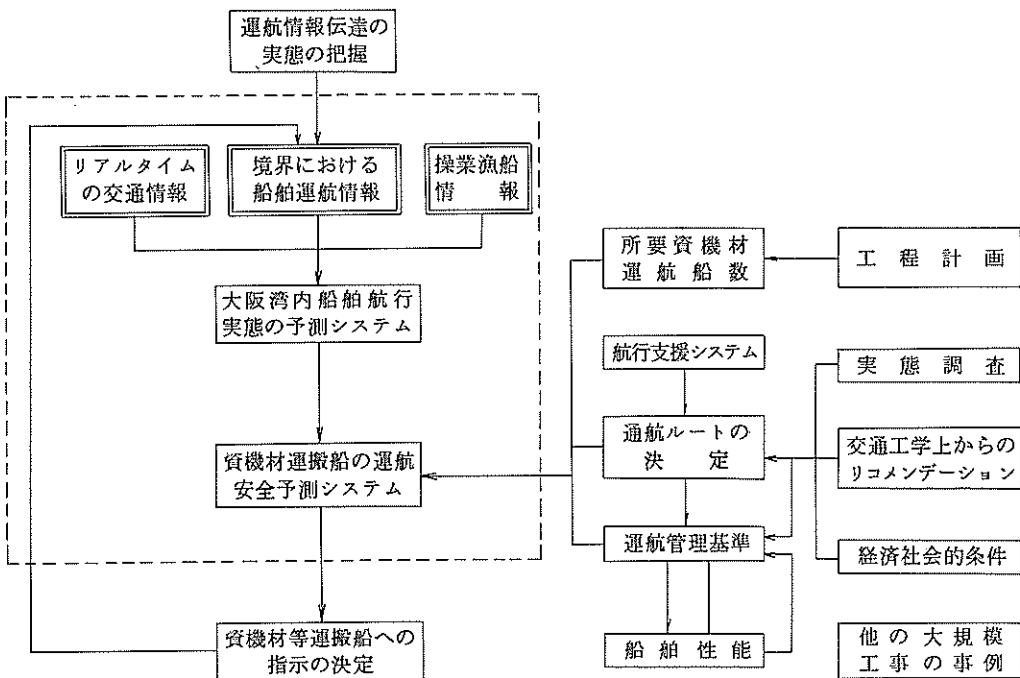 運航情報伝達の
実態の把握
リアルタイム
の交通情報
境界における
船舶運航情報
操業漁船
情報
大阪湾内船舶航行
実態の予測システム
資機材運搬船の運航
安全予測システム
資機材等運搬船への
指示の決定
所要資機材
運航船数
航行支援システム
通航ルートの
決定
運航管理基準
船舶性能
工程計画
実態調査
交通工学上からの
リコメンデーション
経済社会的条件
他の大規模
工事の事例